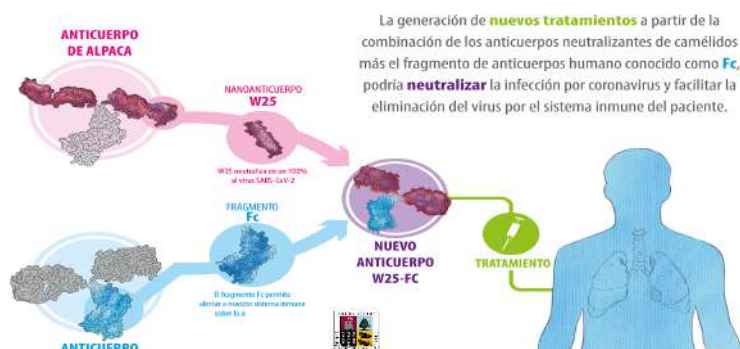 La generación de nuevos tratamientos a partir de la
combinación de los anticuerpos neutralizantes de camélidos
más el fragmento de anticuerpos humano conocido como Fc,
podría neutralizar la infección por coronavirus y facilitar la
eliminación del virus por el sistema inmune del paciente.
ANTICUERPO
DE ALPACA
NANOANTICUERPO
W25
W25 neutraliza en un 100%
al virus SARS-CoV-2
FRAGMENTO
Fc
El fragmento Fc permite
alertar a nuestro sistema inmune
sobre la
NUEVO
ANTICUERPO
W25-FC
TRATAMIENTO
ANTICUERPO